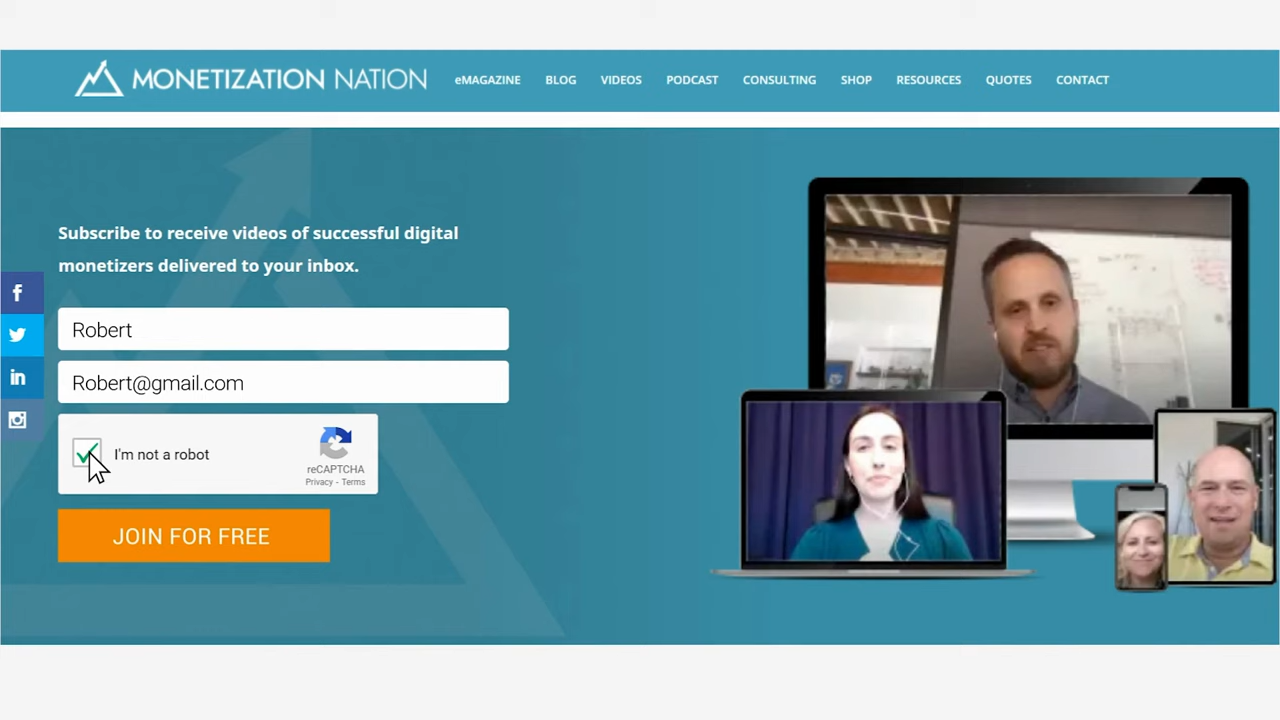 MONETIZATION NATION
eMAGAZINE
BLOG
VIDEOS
PODCAST
CONSULTING
SHOP
RESOURCES
QUOTES
CONTACT
Subscribe to receive videos of successful digital
monetizers delivered to your inbox.
Robert
Robert@gmail.com
I'm not a robot
reCAPTCHA
Privacy - Terms
JOIN FOR FREE